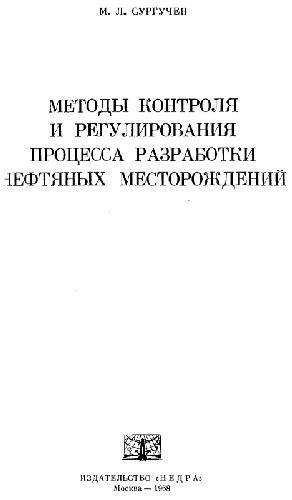 М. Л. СУРГУЧЕВ
МЕТОДЫ КОНТРОЛЯ
И РЕГУЛИРОВАНИЯ
ПРОЦЕССА РАЗРАБОТКИ
НЕФТЯНЫХ МЕСТОРОЖДЕНИЙ
ИЗДАТЕЛЬСТВО «НЕДРА»
Москва — 1968